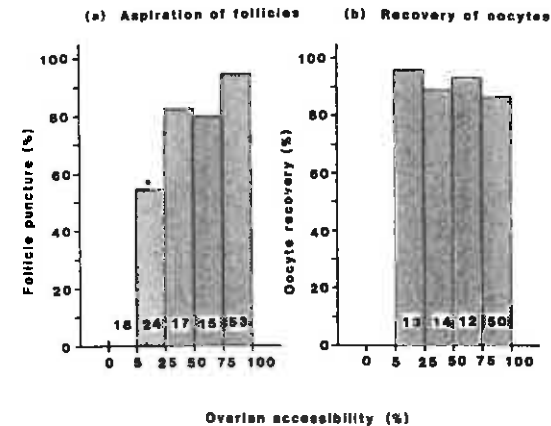 (a) Aspiration of follicles
(b) Recovery of oocytes
Follicle puncture (%)
100
80
60
40
20
0
18 24 17 15 53
0 5 25 50 75 100
Oocyte recovery (%)
100
80
60
40
20
0
13 14 12 50
0 5 25 50 75 100
Ovarian accessibility (%)